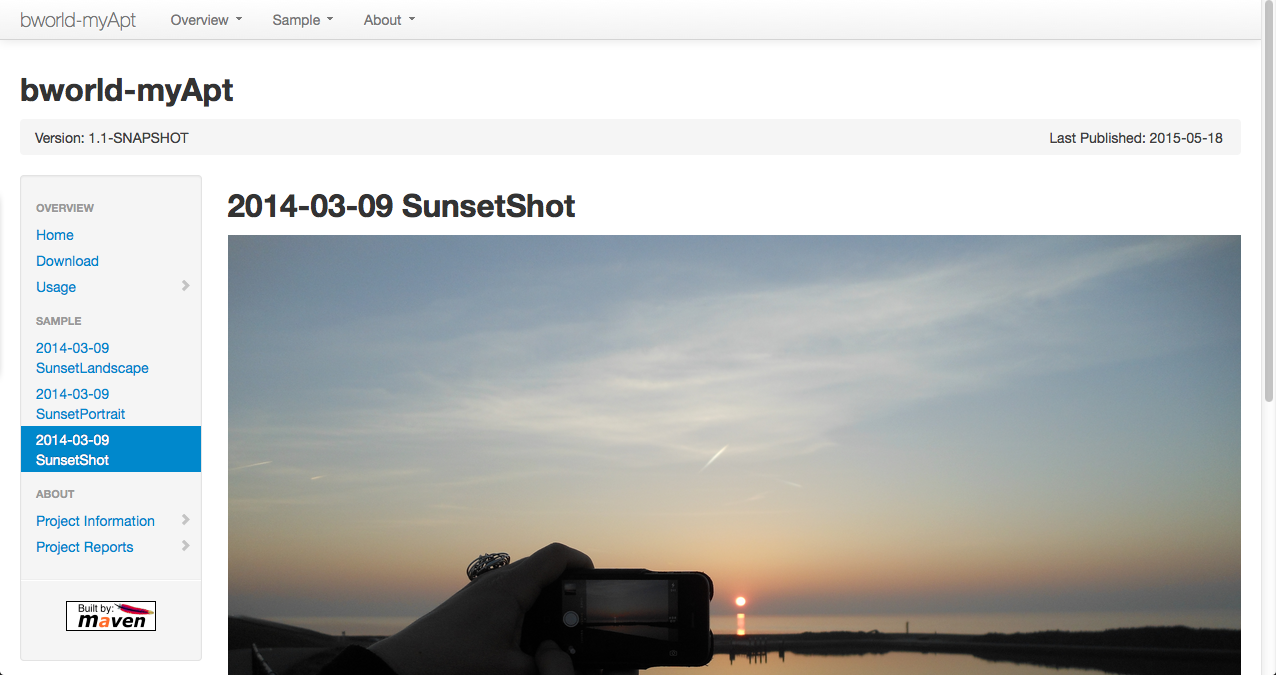 bworld-myApt Overview Sample About
bworld-myApt
Version: 1.1-SNAPSHOT Last Published: 2015-05-18
OVERVIEW
Home
Download
Usage
SAMPLE
2014-03-09
SunsetLandscape
2014-03-09
SunsetPortrait
2014-03-09
SunsetShot
ABOUT
Project Information
Project Reports
Built by:
maven
2014-03-09 SunsetShot